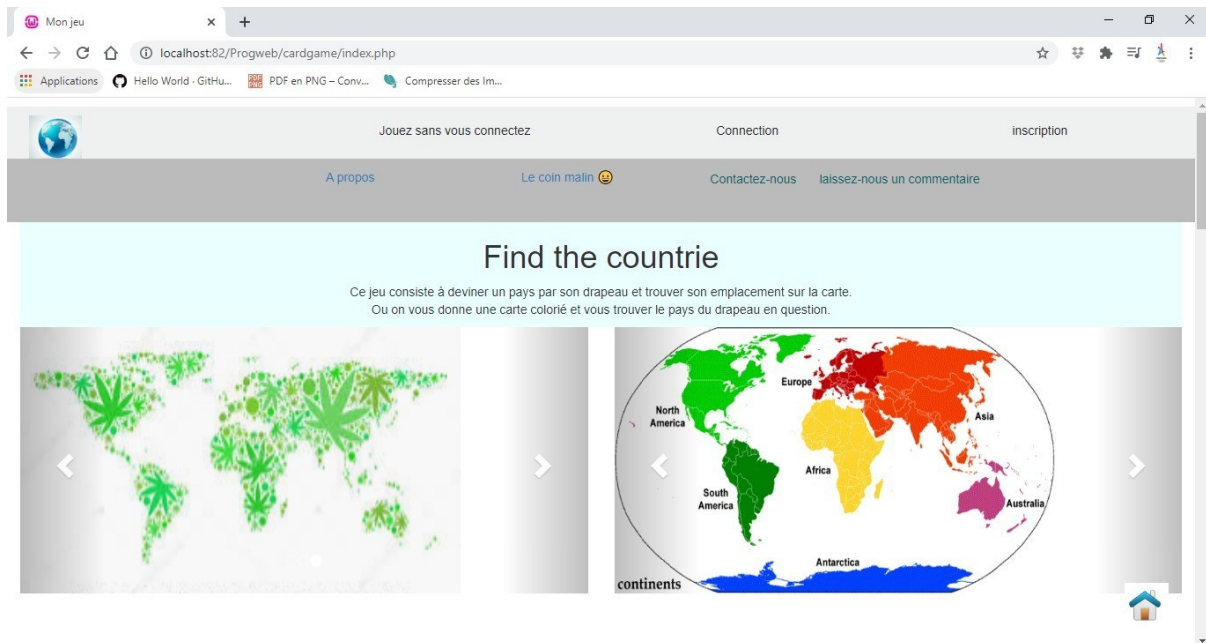 Mon jeu
localhost:82/Progweb/cardgame/index.php
Applications Hello World · GitHu... PDF en PNG – Conv... Compresser des Im...
Jouez sans vous connectez Connection inscription
A propos Le coin malin 😀 Contactez-nous laissez-nous un commentaire
Find the countrie
Ce jeu consiste à deviner un pays par son drapeau et trouver son emplacement sur la carte.
Ou on vous donne une carte colorié et vous trouver le pays du drapeau en question.
Europe
North
America
Asia
Africa
South
America
Australia
Antarctica
continents